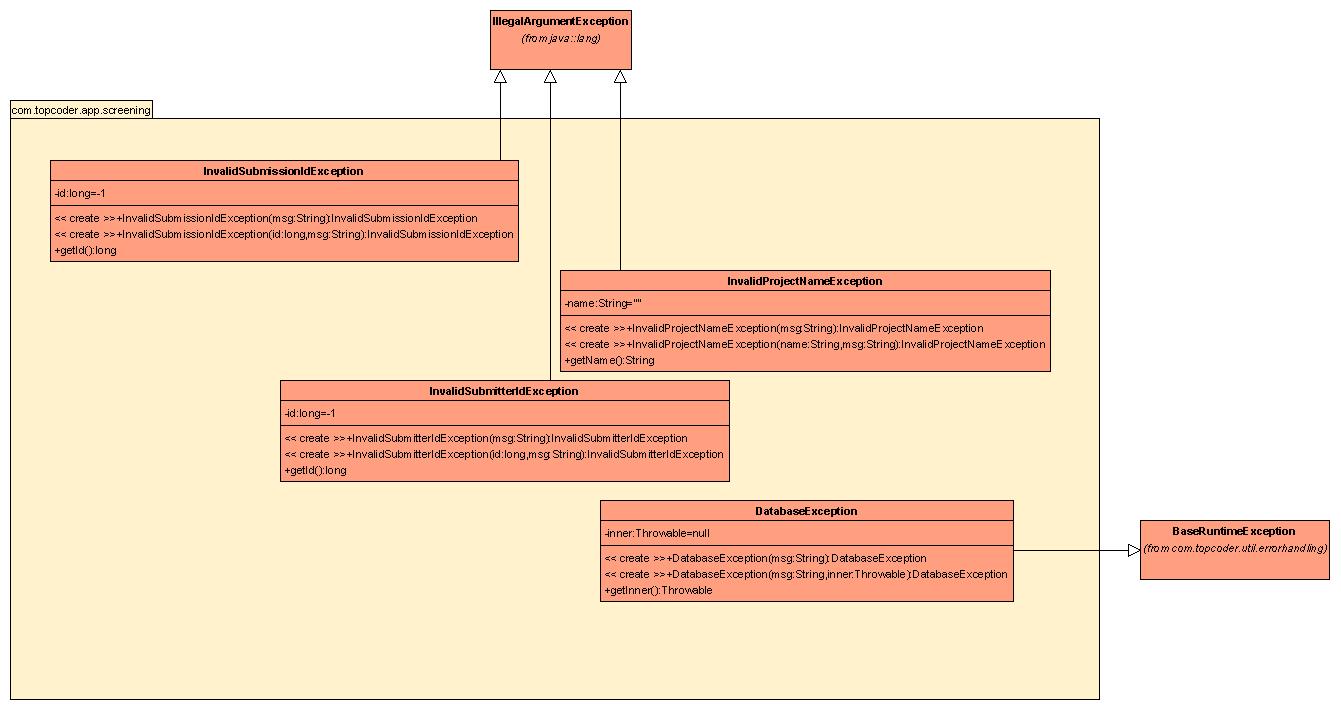 IllegalArgumentException
(from java::lang)
com.topcoder.app.screening
InvalidSubmissionIdException
-id:long=-1
<< create >>+InvalidSubmissionIdException(msg:String):InvalidSubmissionIdException
<< create >>+InvalidSubmissionIdException(id:long,msg:String):InvalidSubmissionIdException
+getId():long
InvalidProjectNameException
-name:String=""
<< create >>+InvalidProjectNameException(msg:String):InvalidProjectNameException
<< create >>+InvalidProjectNameException(name:String,msg:String):InvalidProjectNameException
+getName():String
InvalidSubmitterIdException
-id:long=-1
<< create >>+InvalidSubmitterIdException(msg:String):InvalidSubmitterIdException
<< create >>+InvalidSubmitterIdException(id:long,msg:String):InvalidSubmitterIdException
+getId():long
DatabaseException
-inner:Throwable=null
<< create >>+DatabaseException(msg:String):DatabaseException
<< create >>+DatabaseException(msg:String,inner:Throwable):DatabaseException
+getInner():Throwable
BaseRuntimeException
(from com.topcoder.util.errorhandling)